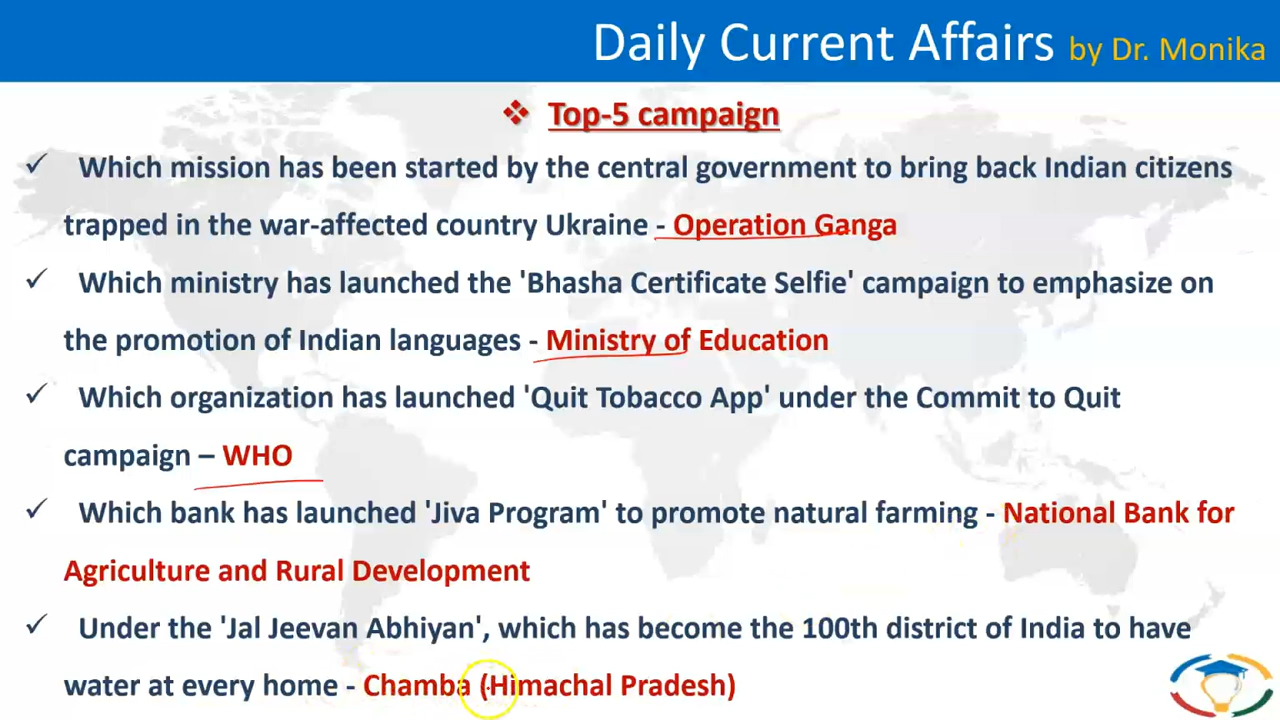 Daily Current Affairs by Dr. Monika
❖ Top-5 campaign
✓ Which mission has been started by the central government to bring back Indian citizens
trapped in the war-affected country Ukraine - Operation Ganga
✓ Which ministry has launched the 'Bhasha Certificate Selfie' campaign to emphasize on
the promotion of Indian languages - Ministry of Education
✓ Which organization has launched 'Quit Tobacco App' under the Commit to Quit
campaign – WHO
✓ Which bank has launched 'Jiva Program' to promote natural farming - National Bank for
Agriculture and Rural Development
✓ Under the 'Jal Jeevan Abhiyan', which has become the 100th district of India to have
water at every home - Chamba (Himachal Pradesh)